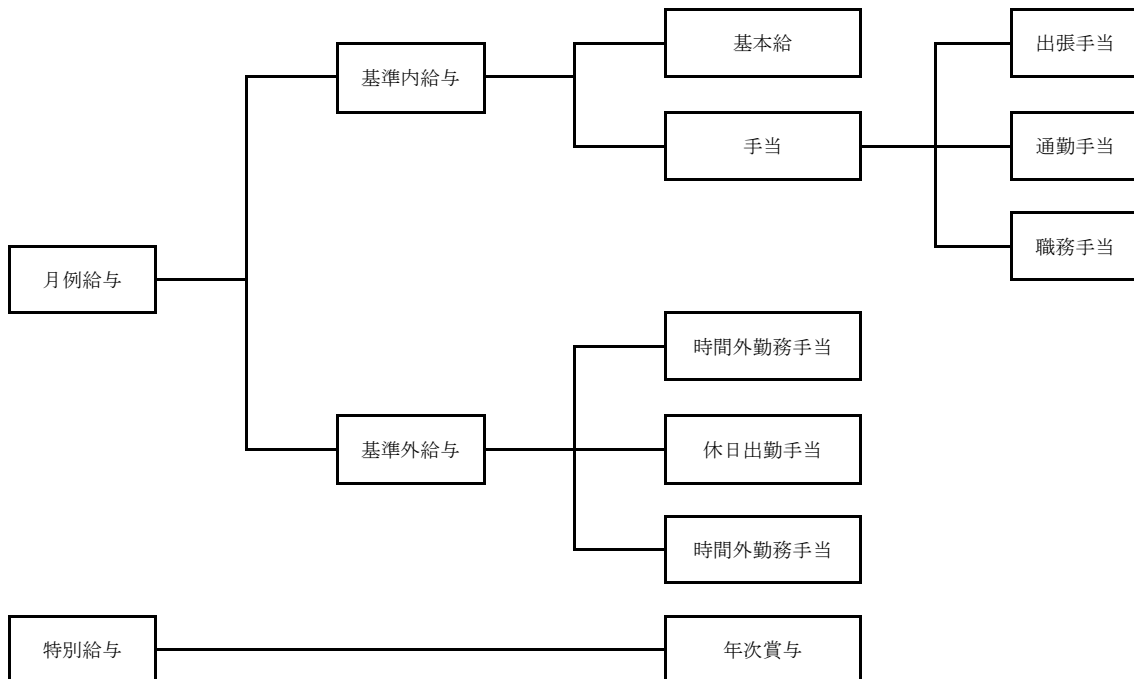 基本給
出張手当
基準内給与
手当
通勤手当
職務手当
月例給与
時間外勤務手当
基準外給与
休日出勤手当
時間外勤務手当
特別給与
年次賞与